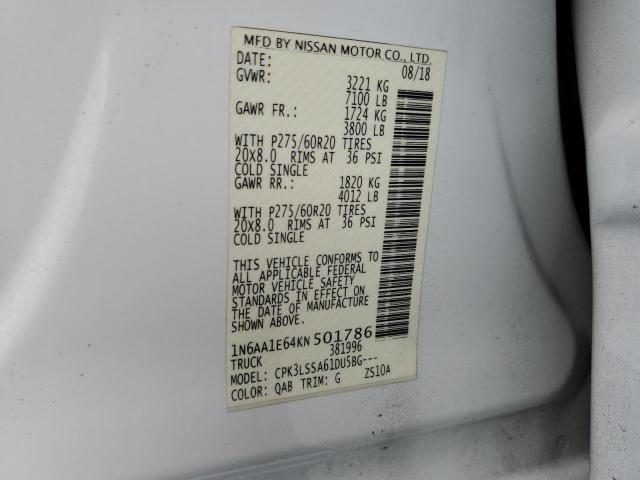 MFD BY NISSAN MOTOR CO., LTD.
DATE: 08/18
GVWR: 3221 KG
7100 LB
GAWR FR.: 1724 KG
3800 LB
WITH P275/60R20 TIRES
20x8.0 RIMS AT 36 PSI
COLD SINGLE
GAWR RR.: 1820 KG
4012 LB
WITH P275/60R20 TIRES
20x8.0 RIMS AT 36 PSI
COLD SINGLE
THIS VEHICLE CONFORMS TO
ALL APPLICABLE FEDERAL
MOTOR VEHICLE SAFETY
STANDARDS IN EFFECT ON
THE DATE OF MANUFACTURE
SHOWN ABOVE.
1N6AA1E64KN501786
TRUCK 381996
MODEL: CPK3LSSA61DU5BG---
COLOR: QAB TRIM: G ZS10A